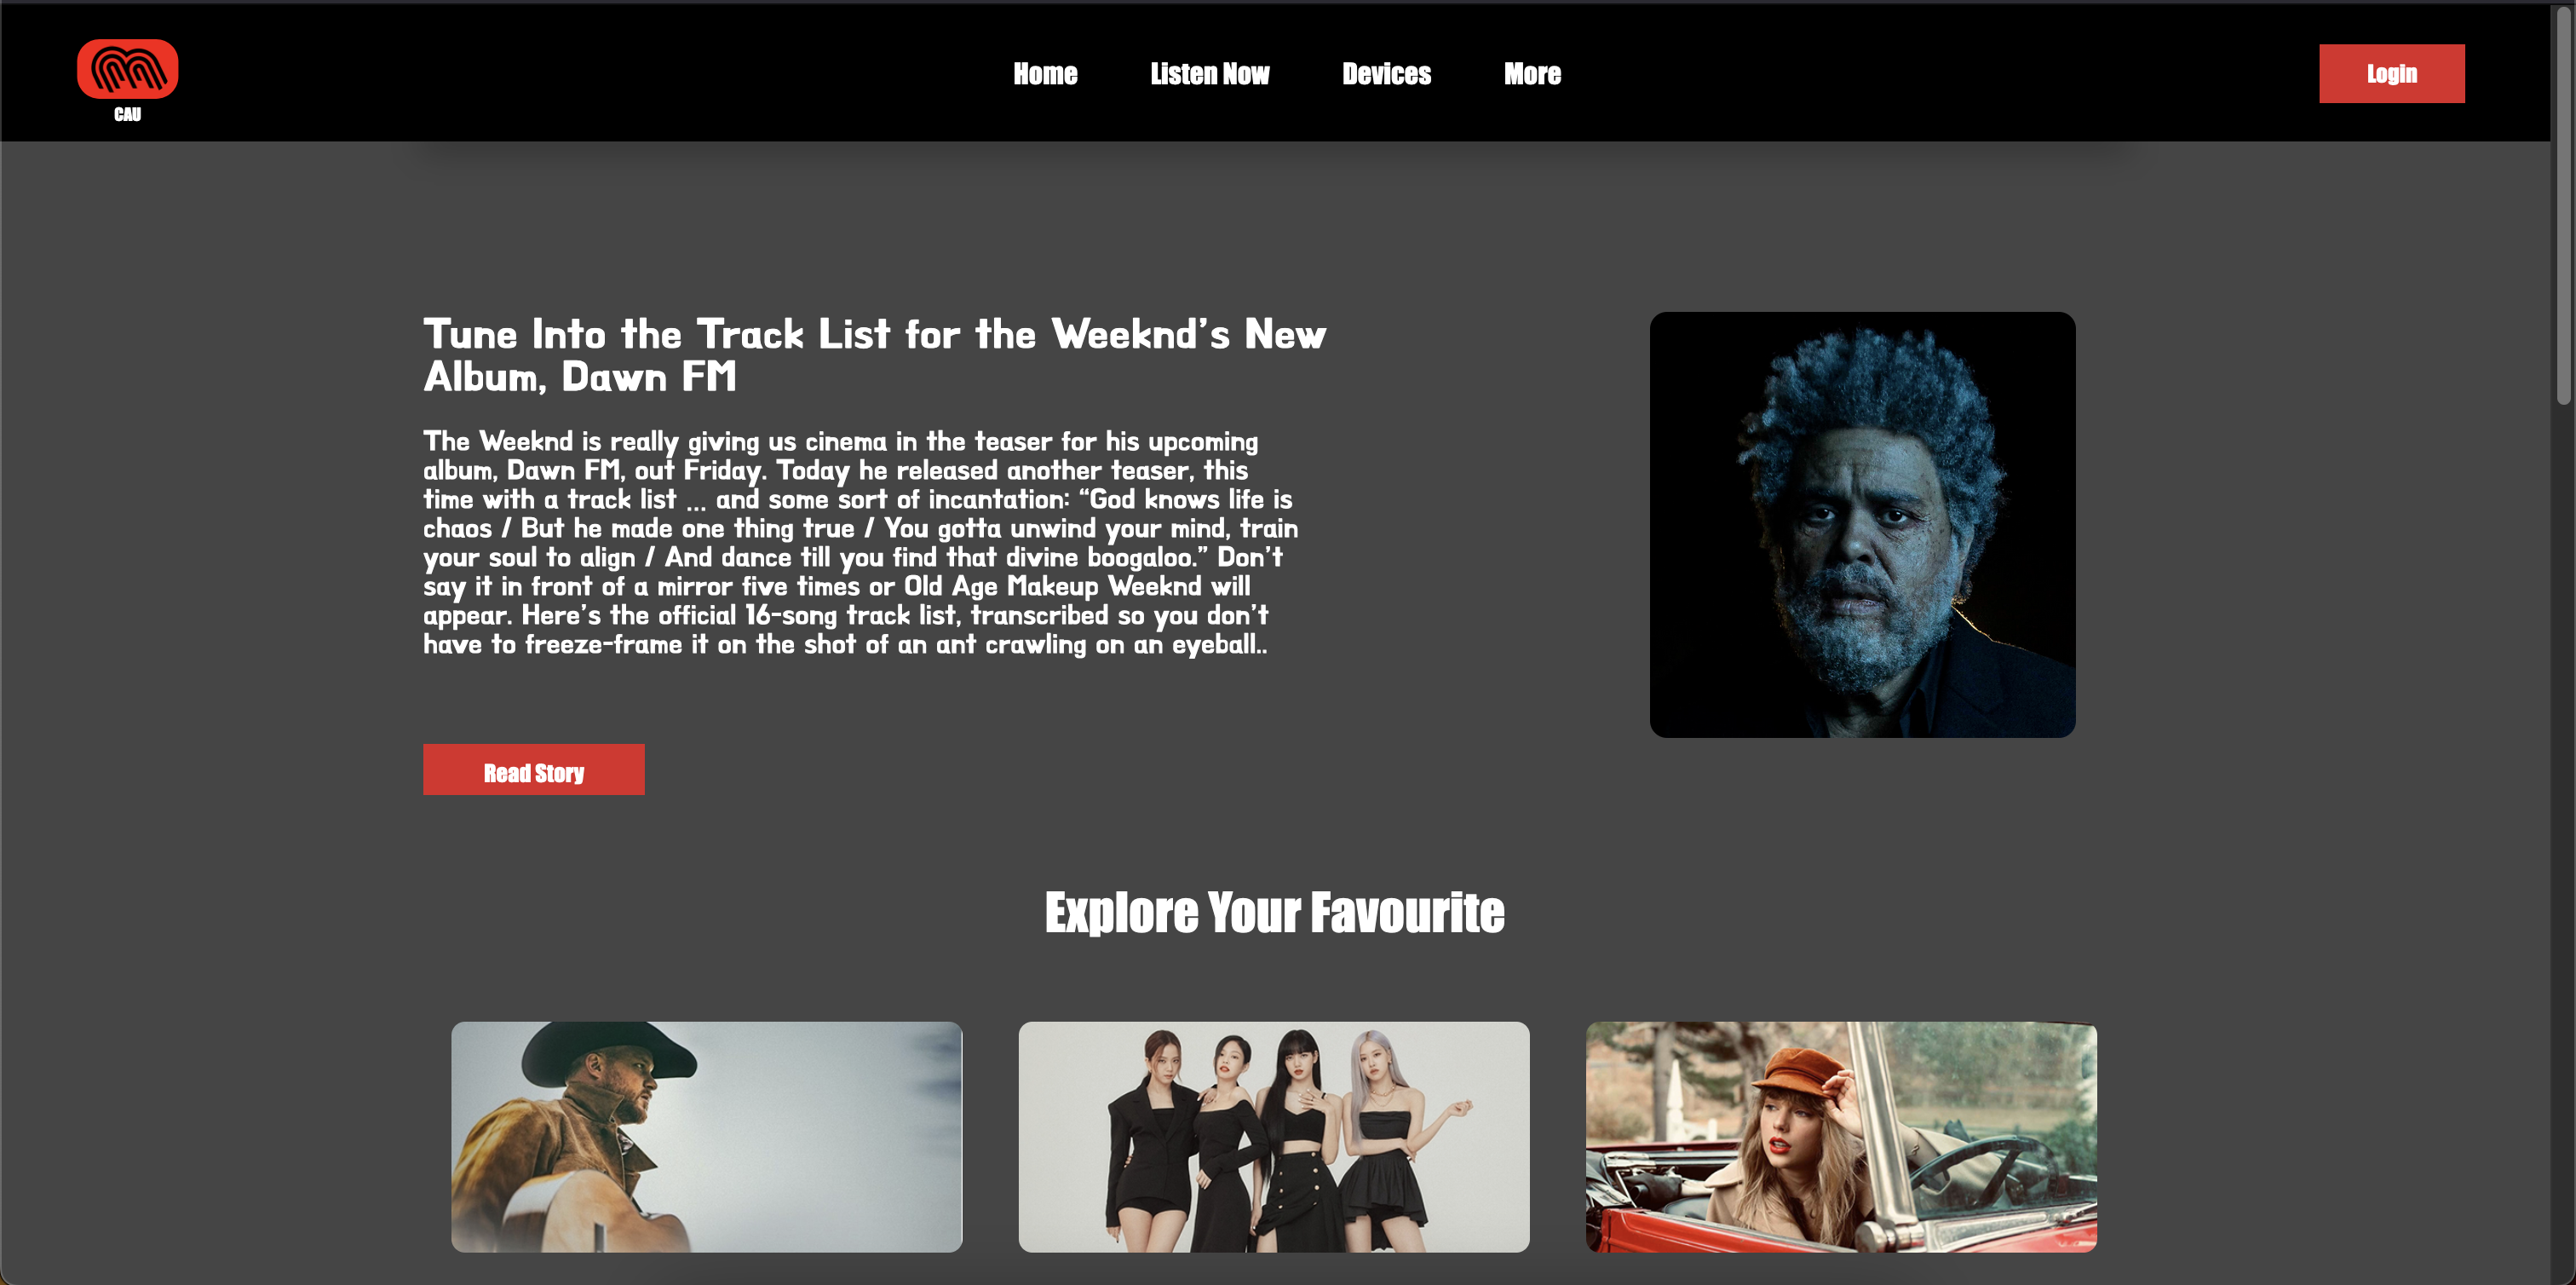 CAU
Home
Listen Now
Devices
More
Login
Tune Into the Track List for the Weeknd’s New
Album, Dawn FM
The Weeknd is really giving us cinema in the teaser for his upcoming
album, Dawn FM, out Friday. Today he released another teaser, this
time with a track list ... and some sort of incantation: “God knows life is
chaos / But he made one thing true / You gotta unwind your mind, train
your soul to align / And dance till you find that divine boogaloo.” Don’t
say it in front of a mirror five times or Old Age Makeup Weeknd will
appear. Here’s the official 16-song track list, transcribed so you don’t
have to freeze-frame it on the shot of an ant crawling on an eyeball..
Read Story
Explore Your Favourite